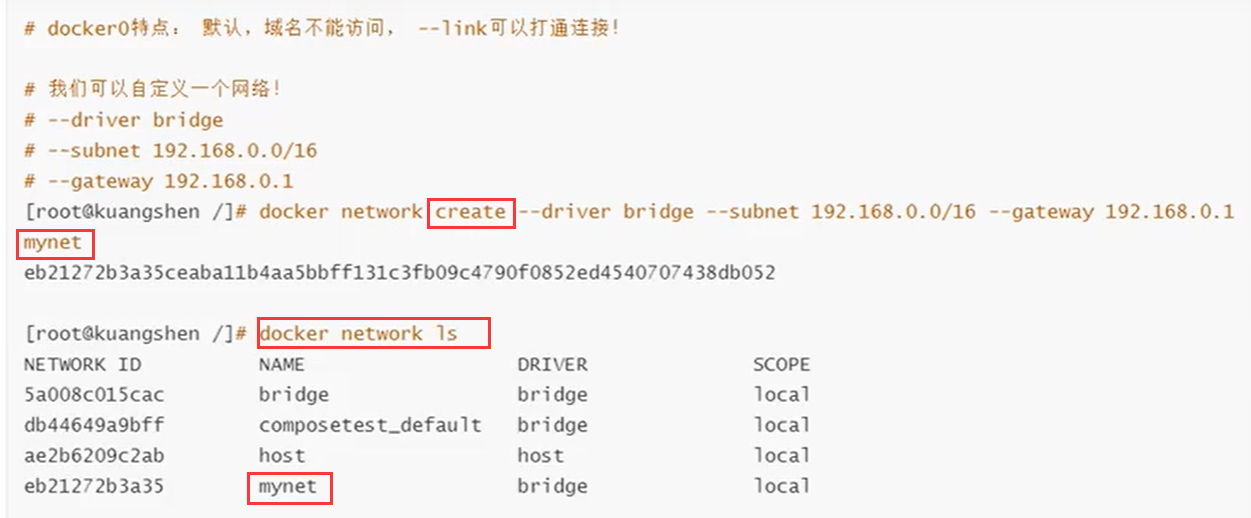 # docker0特点： 默认，域名不能访问， --link可以打通连接！
# 我们可以自定义一个网络！
# --driver bridge
# --subnet 192.168.0.0/16
# --gateway 192.168.0.1
[root@kuangshen /]# docker network create --driver bridge --subnet 192.168.0.0/16 --gateway 192.168.0.1
mynet
eb21272b3a35ceaba11b4aa5bbff131c3fb09c4790f0852ed4540707438db052
[root@kuangshen /]# docker network ls
NETWORK ID NAME DRIVER SCOPE
5a008c015cac bridge bridge local
db44649a9bff composetest_default bridge local
ae2b6209c2ab host host local
eb21272b3a35 mynet bridge local